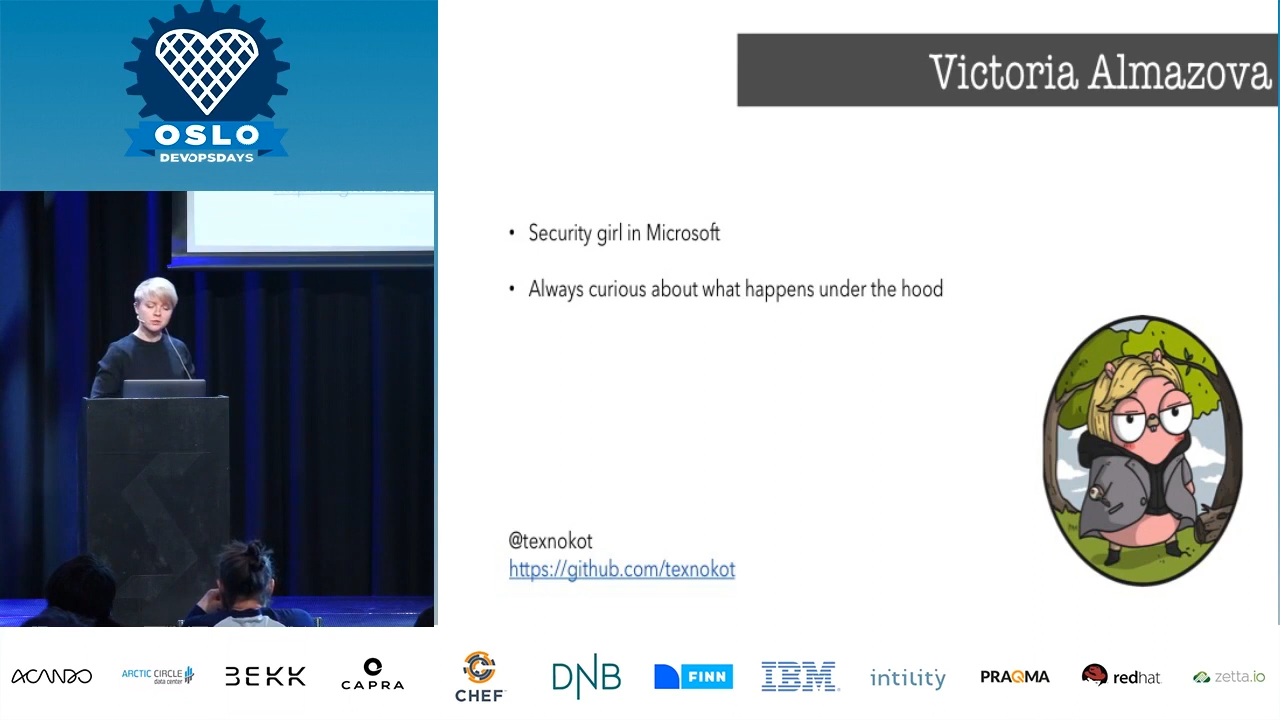 OSLO
DEVOPSDAYS
Victoria Almazova
• Security girl in Microsoft
• Always curious about what happens under the hood
@texnokot
https://github.com/texnokot
ACANDO
ARCTIC CIRCLE
data center
BEKK
CAPRA
CHEF
DNB
FINN
IBM
intility
PRAQMA
redhat
zetta.io